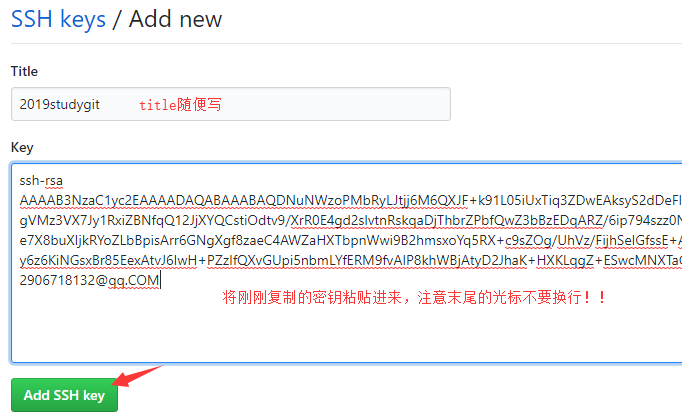 SSH keys / Add new
Title
2019studygit title随便写
Key
ssh-rsa
AAAAB3NzaC1yc2EAAAADAQABAAABAQDNuNWzoPMbRyLJtjj6M6QXJF+k91L05iUxTiq3ZDwEAksyS2dDeFl
gVMz3VX7Jy1RxiZBNfqQ12JjXYQCstiOdtv9/XrR0E4gd2slvtnRskqaDjThbrZPbfQwZ3bBzEDqARZ/6ip794szz0N
e7X8buXIjkRYoZLbBpisArr6GNgXgf8zaeC4AWZaHXTbpnWwi9B2hmsxoYq5RX+c9sZOg/UhVz/FijhSelGfssE+
y6z6KiNGsxBr85EexAtvJ6IwH+PZzIfQXvGUpi5nbmLYfERM9fvAIP8khWBjAtyD2JhaK+HXKLqgZ+ESwcMNXTa
2906718132@qq.COM
将刚刚复制的密钥粘贴进来，注意末尾的光标不要换行！！
Add SSH key